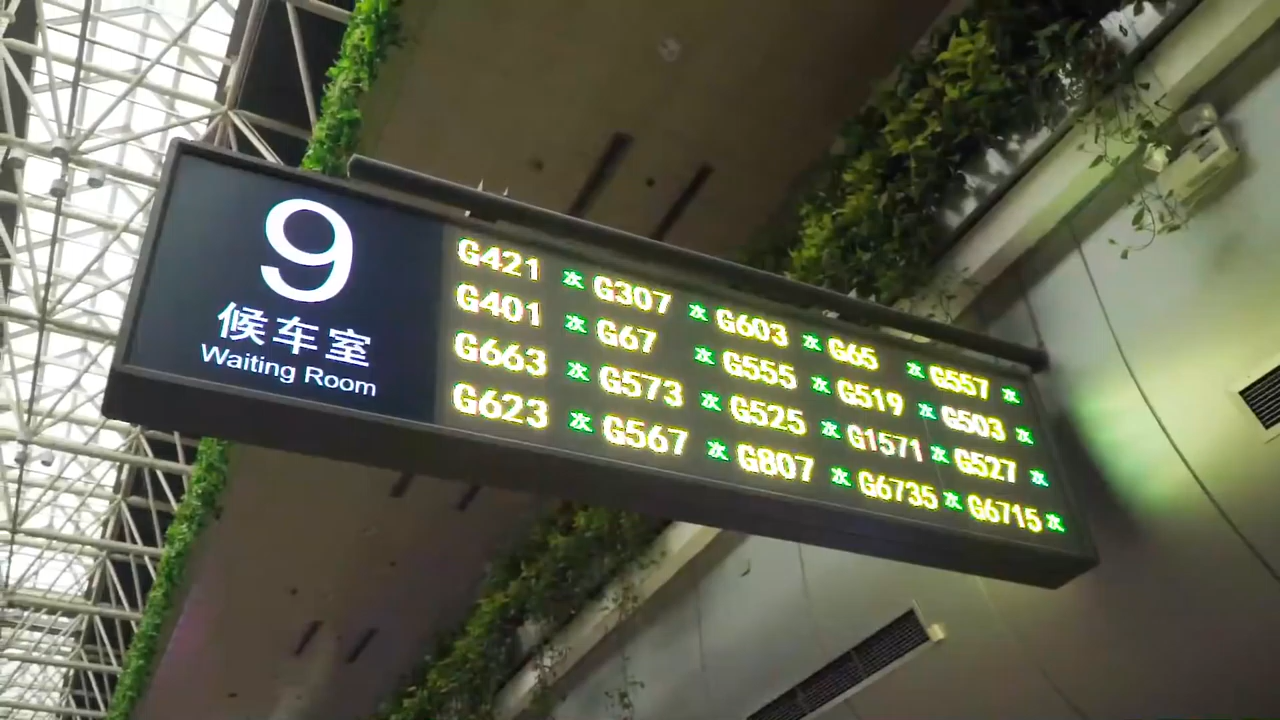 9
候车室
Waiting Room
G421 次 G307 次 G603 次 G65 次 G557 次
G401 次 G67 次 G555 次 G519 次 G503 次
G663 次 G573 次 G525 次 G1571 次 G527 次
G623 次 G567 次 G807 次 G6735 次 G6715 次